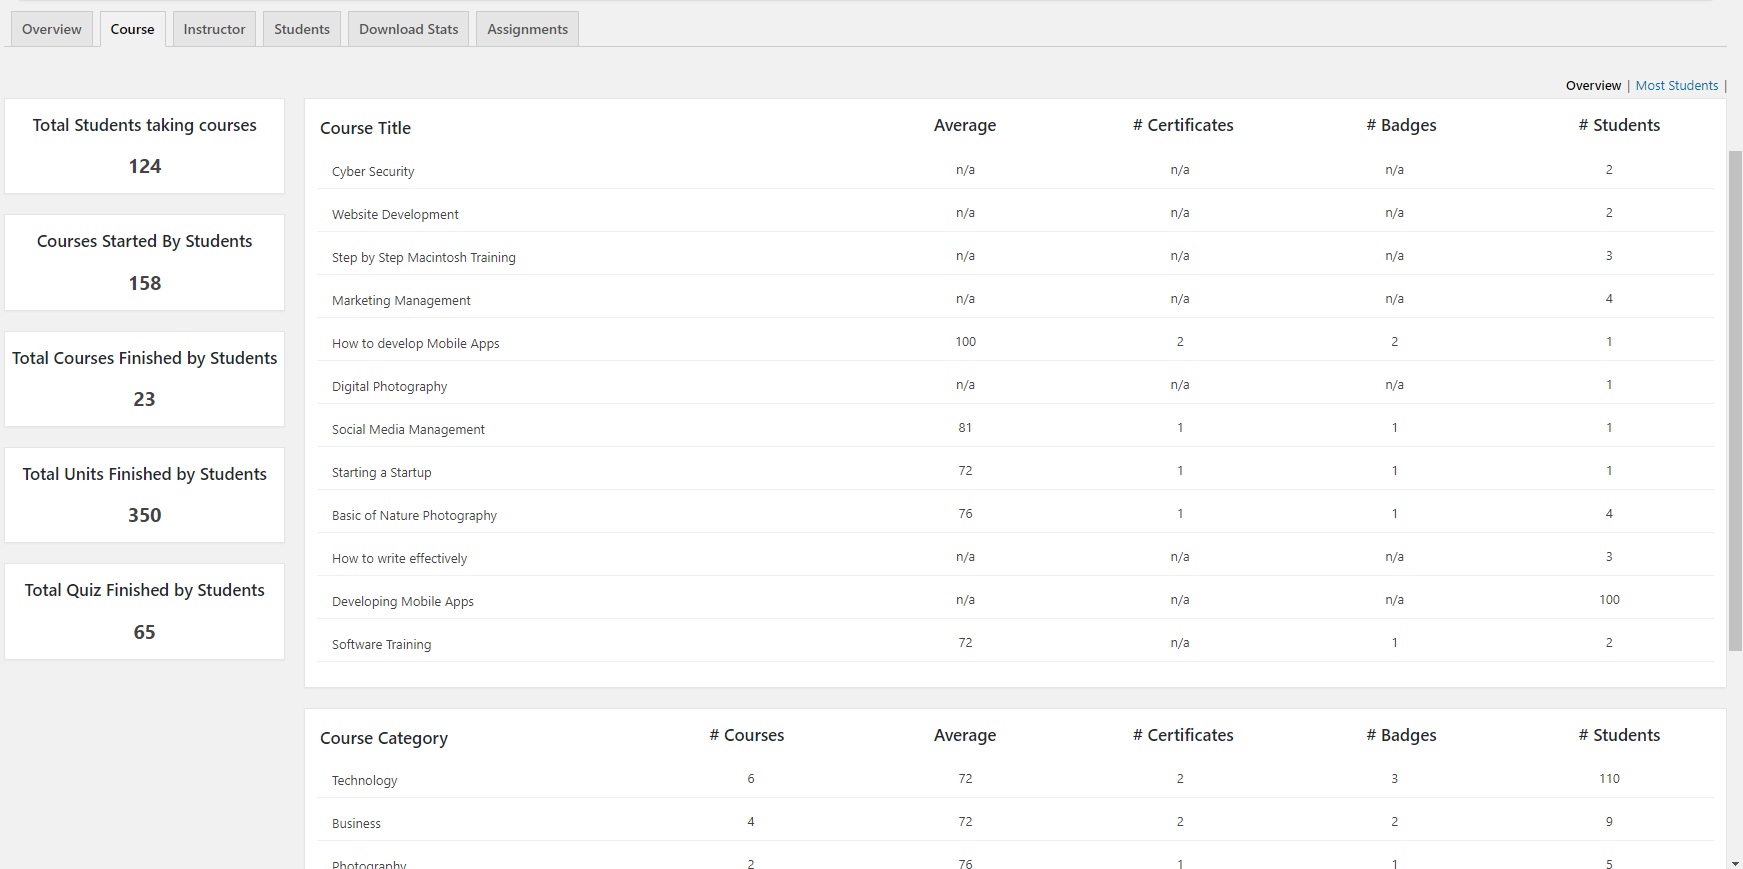 Overview Course Instructor Students Download Stats Assignments
Overview | Most Students |
Total Students taking courses
124
Courses Started By Students
158
Total Courses Finished by Students
23
Total Units Finished by Students
350
Total Quiz Finished by Students
65
Course Title Average # Certificates # Badges # Students
Cyber Security n/a n/a n/a 2
Website Development n/a n/a n/a 2
Step by Step Macintosh Training n/a n/a n/a 3
Marketing Management n/a n/a n/a 4
How to develop Mobile Apps 100 2 2 1
Digital Photography n/a n/a n/a 1
Social Media Management 81 1 1 1
Starting a Startup 72 1 1 1
Basic of Nature Photography 76 1 1 4
How to write effectively n/a n/a n/a 3
Developing Mobile Apps n/a n/a n/a 100
Software Training 72 n/a 1 2
Course Category # Courses Average # Certificates # Badges # Students
Technology 6 72 2 3 110
Business 4 72 2 2 9
Photography 2 76 1 1 5